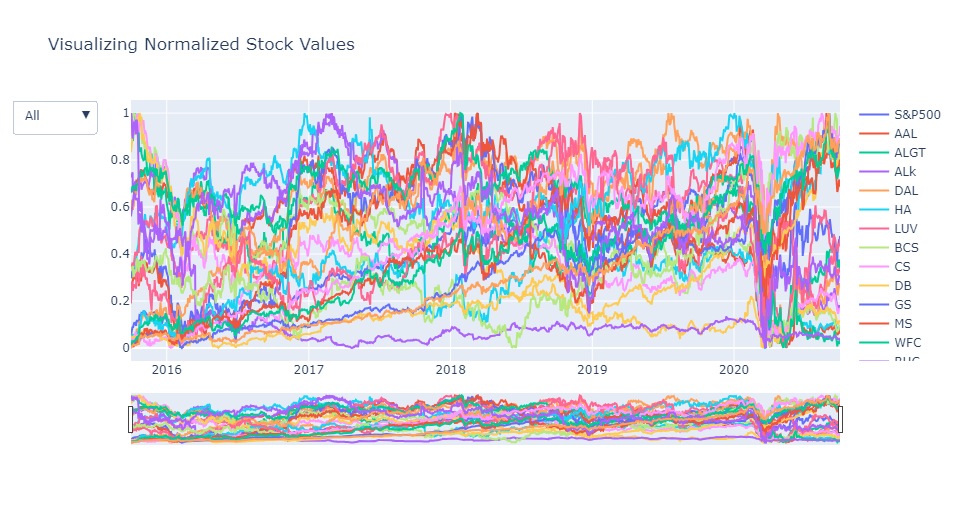 Visualizing Normalized Stock Values
All ▼
1
0.8
0.6
0.4
0.2
0
2016 2017 2018 2019 2020
S&P500
AAL
ALGT
ALk
DAL
HA
LUV
BCS
CS
DB
GS
MS
WFC